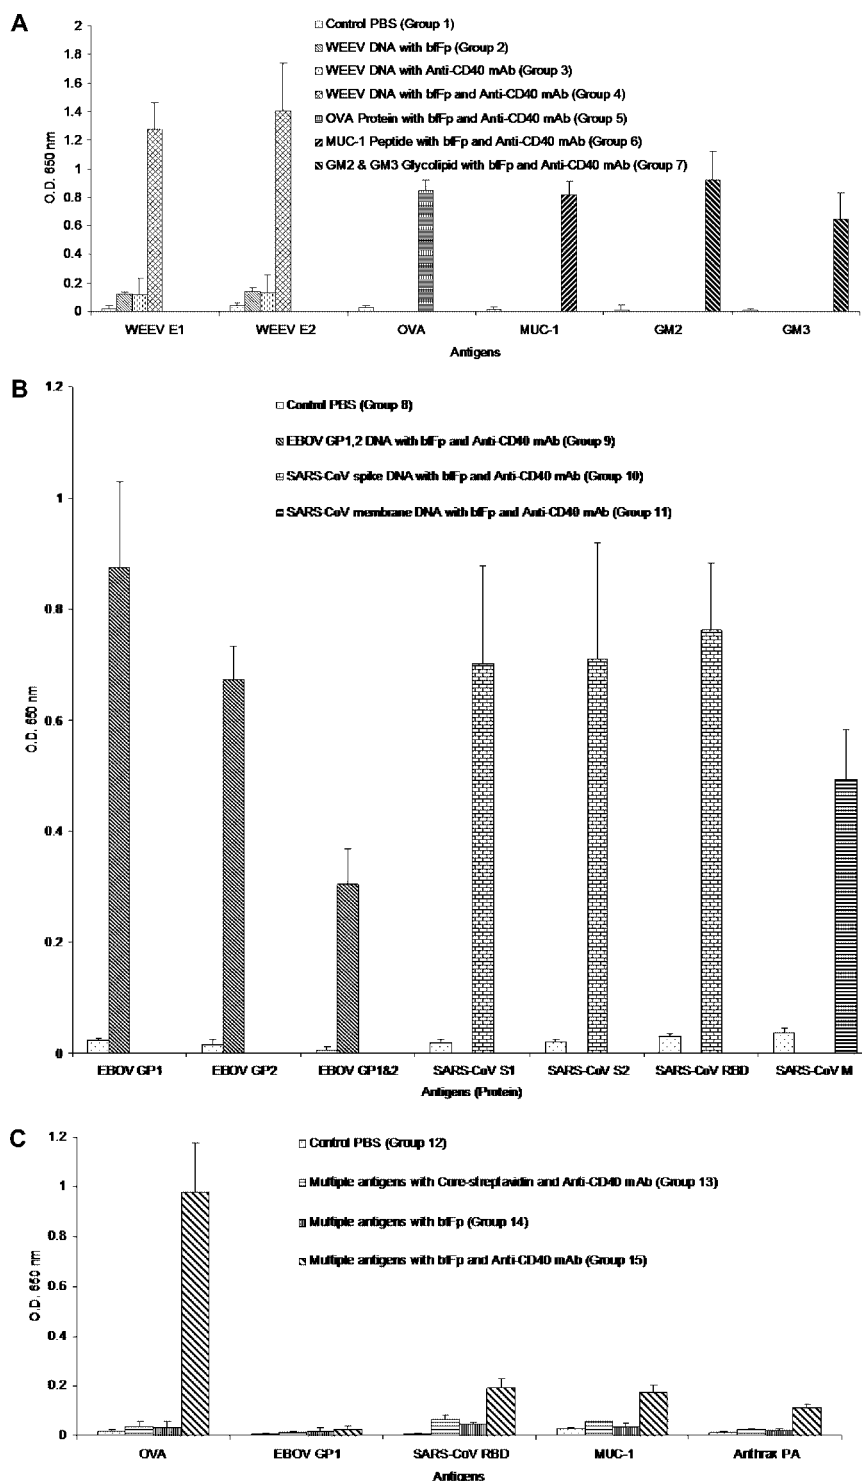 A
Control PBS (Group 1)
WEEV DNA with bfFp (Group 2)
WEEV DNA with Anti-CD40 mAb (Group 3)
WEEV DNA with bfFp and Anti-CD40 mAb (Group 4)
OVA Protein with bfFp and Anti-CD40 mAb (Group 5)
MUC-1 Peptide with bfFp and Anti-CD40 mAb (Group 6)
GM2 & GM3 Glycolipid with bfFp and Anti-CD40 mAb (Group 7)
O.D. 650 nm
2
1.8
1.6
1.4
1.2
1
0.8
0.6
0.4
0.2
0
WEEV E1 WEEV E2 OVA MUC-1 GM2 GM3
Antigens
B
Control PBS (Group 8)
EBOV GP1,2 DNA with bfFp and Anti-CD40 mAb (Group 9)
SARS-CoV spike DNA with bfFp and Anti-CD40 mAb (Group 10)
SARS-CoV membrane DNA with bfFp and Anti-CD40 mAb (Group 11)
O.D. 650 nm
1.2
1
0.8
0.6
0.4
0.2
0
EBOV GP1 EBOV GP2 EBOV GP1&2 SARS-CoV S1 SARS-CoV S2 SARS-CoV RBD SARS-CoV M
Antigens (Protein)
C
Control PBS (Group 12)
Multiple antigens with Core-streptavidin and Anti-CD40 mAb (Group 13)
Multiple antigens with bfFp (Group 14)
Multiple antigens with bfFp and Anti-CD40 mAb (Group 15)
O.D. 650 nm
1.2
1
0.8
0.6
0.4
0.2
0
OVA EBOV GP1 SARS-CoV RBD MUC-1 Anthrax PA
Antigens